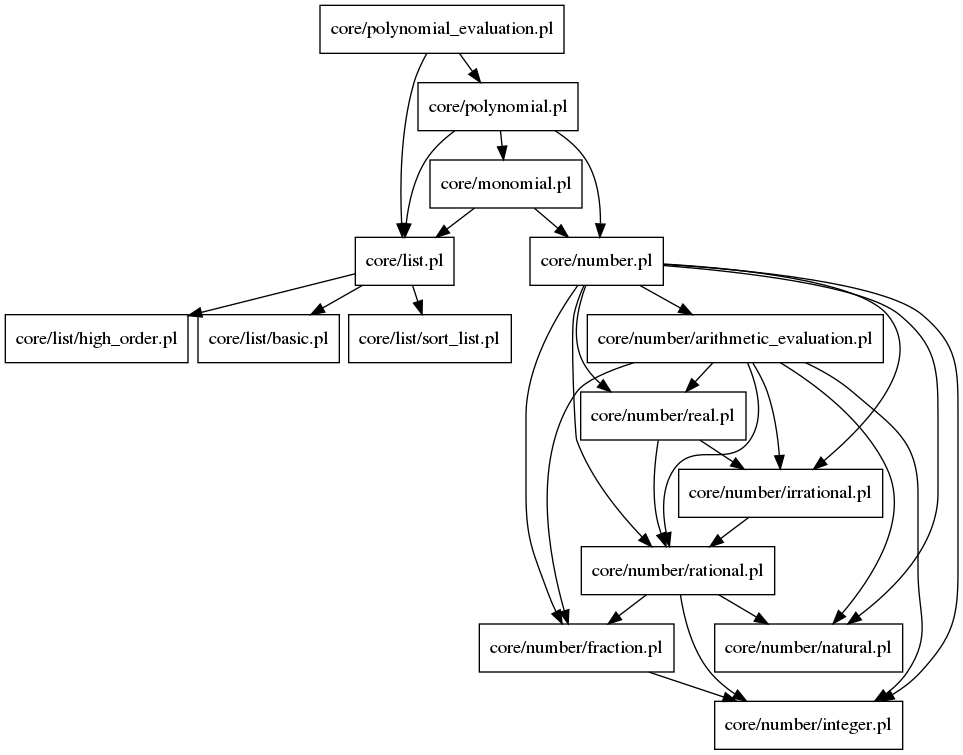 core/polynomial_evaluation.pl
core/polynomial.pl
core/monomial.pl
core/list.pl
core/number.pl
core/list/high_order.pl
core/list/basic.pl
core/list/sort_list.pl
core/number/arithmetic_evaluation.pl
core/number/real.pl
core/number/irrational.pl
core/number/rational.pl
core/number/fraction.pl
core/number/natural.pl
core/number/integer.pl